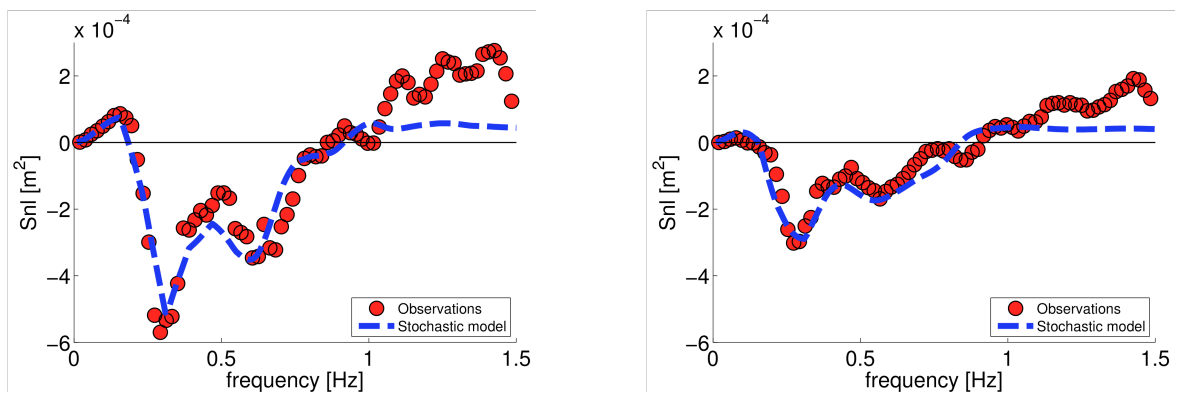 x 10⁻⁴
2
0
−2
−4
−6
Snl [m²]
0 0.5 1 1.5
frequency [Hz]
Observations
Stochastic model
x 10⁻⁴
2
0
−2
−4
−6
Snl [m²]
0 0.5 1 1.5
frequency [Hz]
Observations
Stochastic model